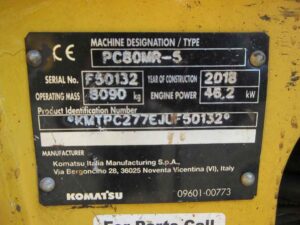 CE MACHINE DESIGNATION / TYPE
PC80MR-5
SERIAL No. F50132 YEAR OF CONSTRUCTION 2018
OPERATING MASS 8090 kg ENGINE POWER 46,2 kW
Product Identification Number
*KMTPC277EJUF50132*
MANUFACTURER
Komatsu Italia Manufacturing S.p.A.,
Via Bergoncino 28, 36025 Noventa Vicentina (VI), Italy
KOMATSU 09601-00773
For Parts Call